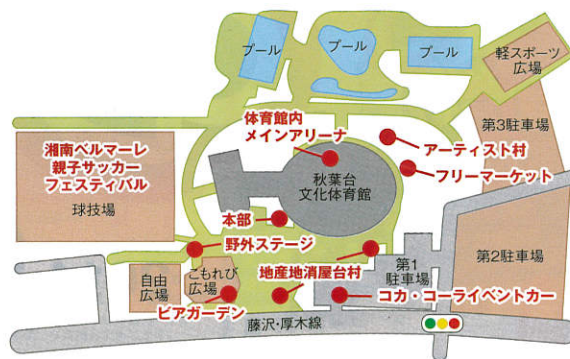 プール
プール
プール
軽スポーツ
広場
体育館内
メインアリーナ
アーティスト村
第3駐車場
湘南ベルマーレ
親子サッカー
フェスティバル
球技場
フリーマーケット
秋葉台
文化体育館
本部
野外ステージ
地産地消屋台村
第1
駐車場
第2駐車場
自由
広場
こもれび
広場
ビアガーデン
コカ・コーライベントカー
藤沢・厚木線